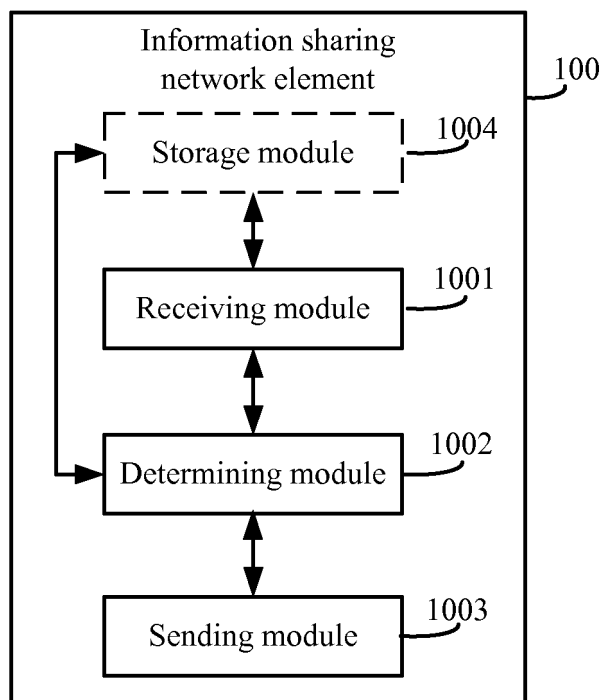 Information sharing
network element
100
Storage module
1004
Receiving module
1001
Determining module
1002
Sending module
1003